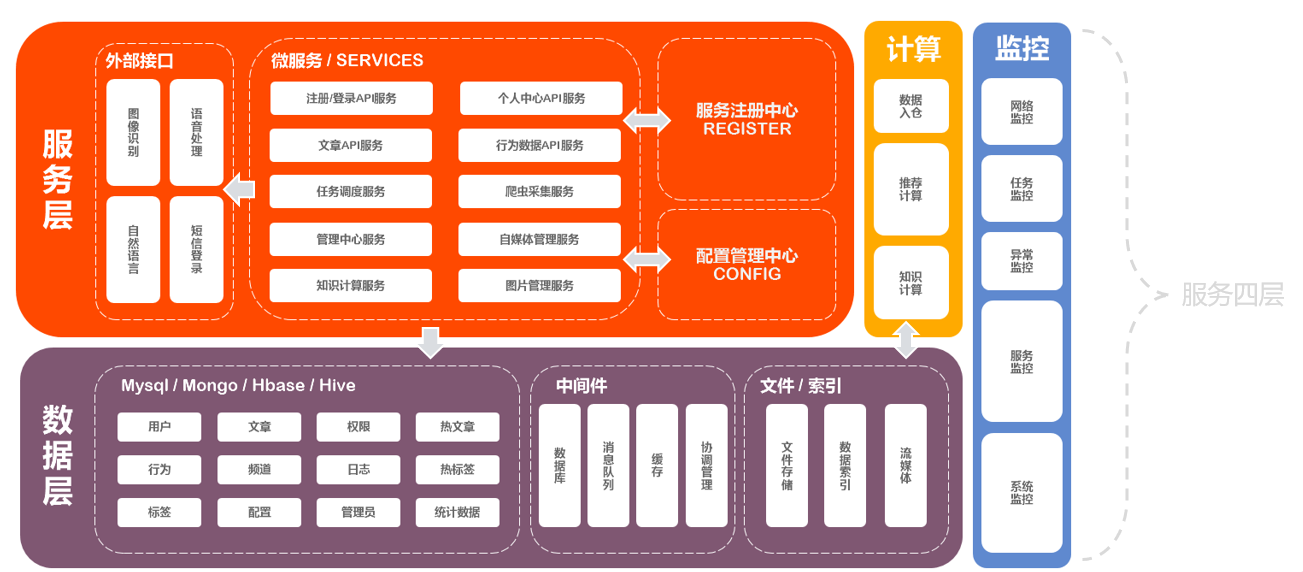 服务层
外部接口
图像识别
语音处理
自然语言
短信登录
微服务 / SERVICES
注册/登录API服务
个人中心API服务
文章API服务
行为数据API服务
任务调度服务
爬虫采集服务
管理中心服务
自媒体管理服务
知识计算服务
图片管理服务
服务注册中心
REGISTER
配置管理中心
CONFIG
计算
数据
入仓
推荐
计算
知识
计算
监控
网络
监控
任务
监控
异常
监控
服务
监控
系统
监控
服务四层
数据层
Mysql / Mongo / Hbase / Hive
用户
文章
权限
热文章
行为
频道
日志
热标签
标签
配置
管理员
统计数据
中间件
数据库
消息队列
缓存
协调管理
文件 / 索引
文件存储
数据索引
流媒体